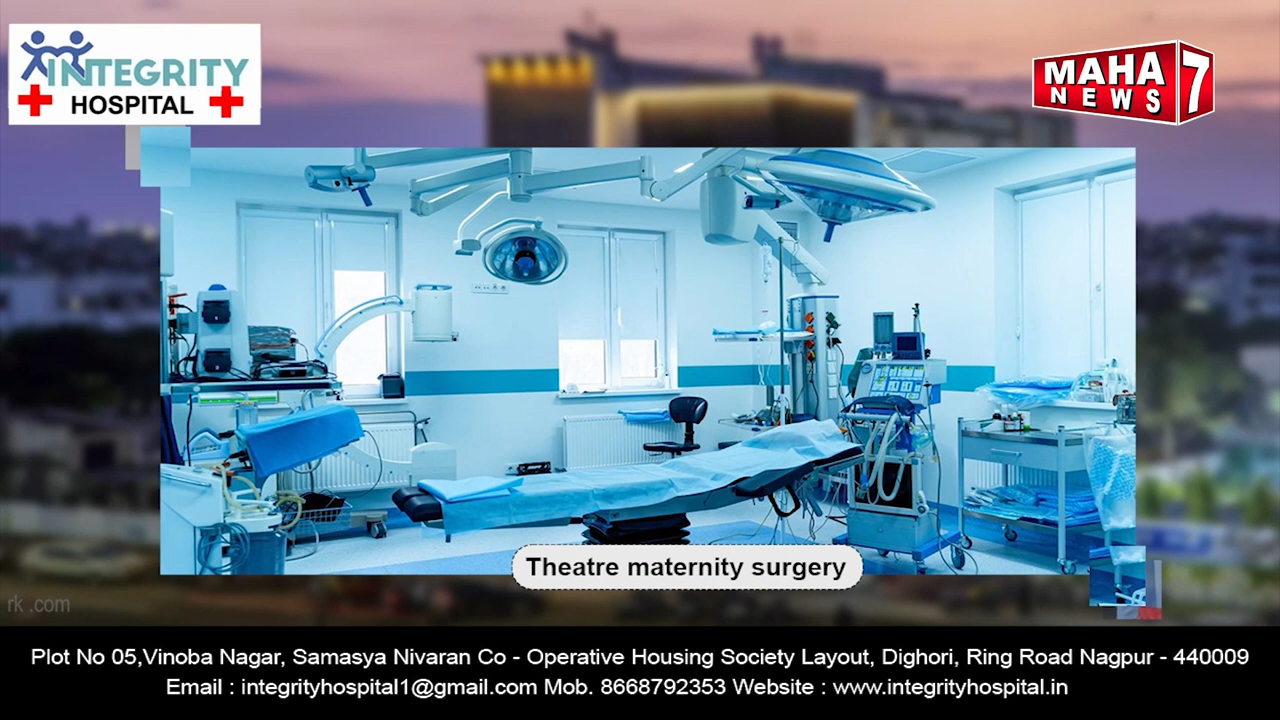 INTEGRITY
HOSPITAL
MAHA
NEWS
7
Theatre maternity surgery
rk .com
Plot No 05,Vinoba Nagar, Samasya Nivaran Co - Operative Housing Society Layout, Dighori, Ring Road Nagpur - 440009
Email : integrityhospital1@gmail.com Mob. 8668792353 Website : www.integrityhospital.in